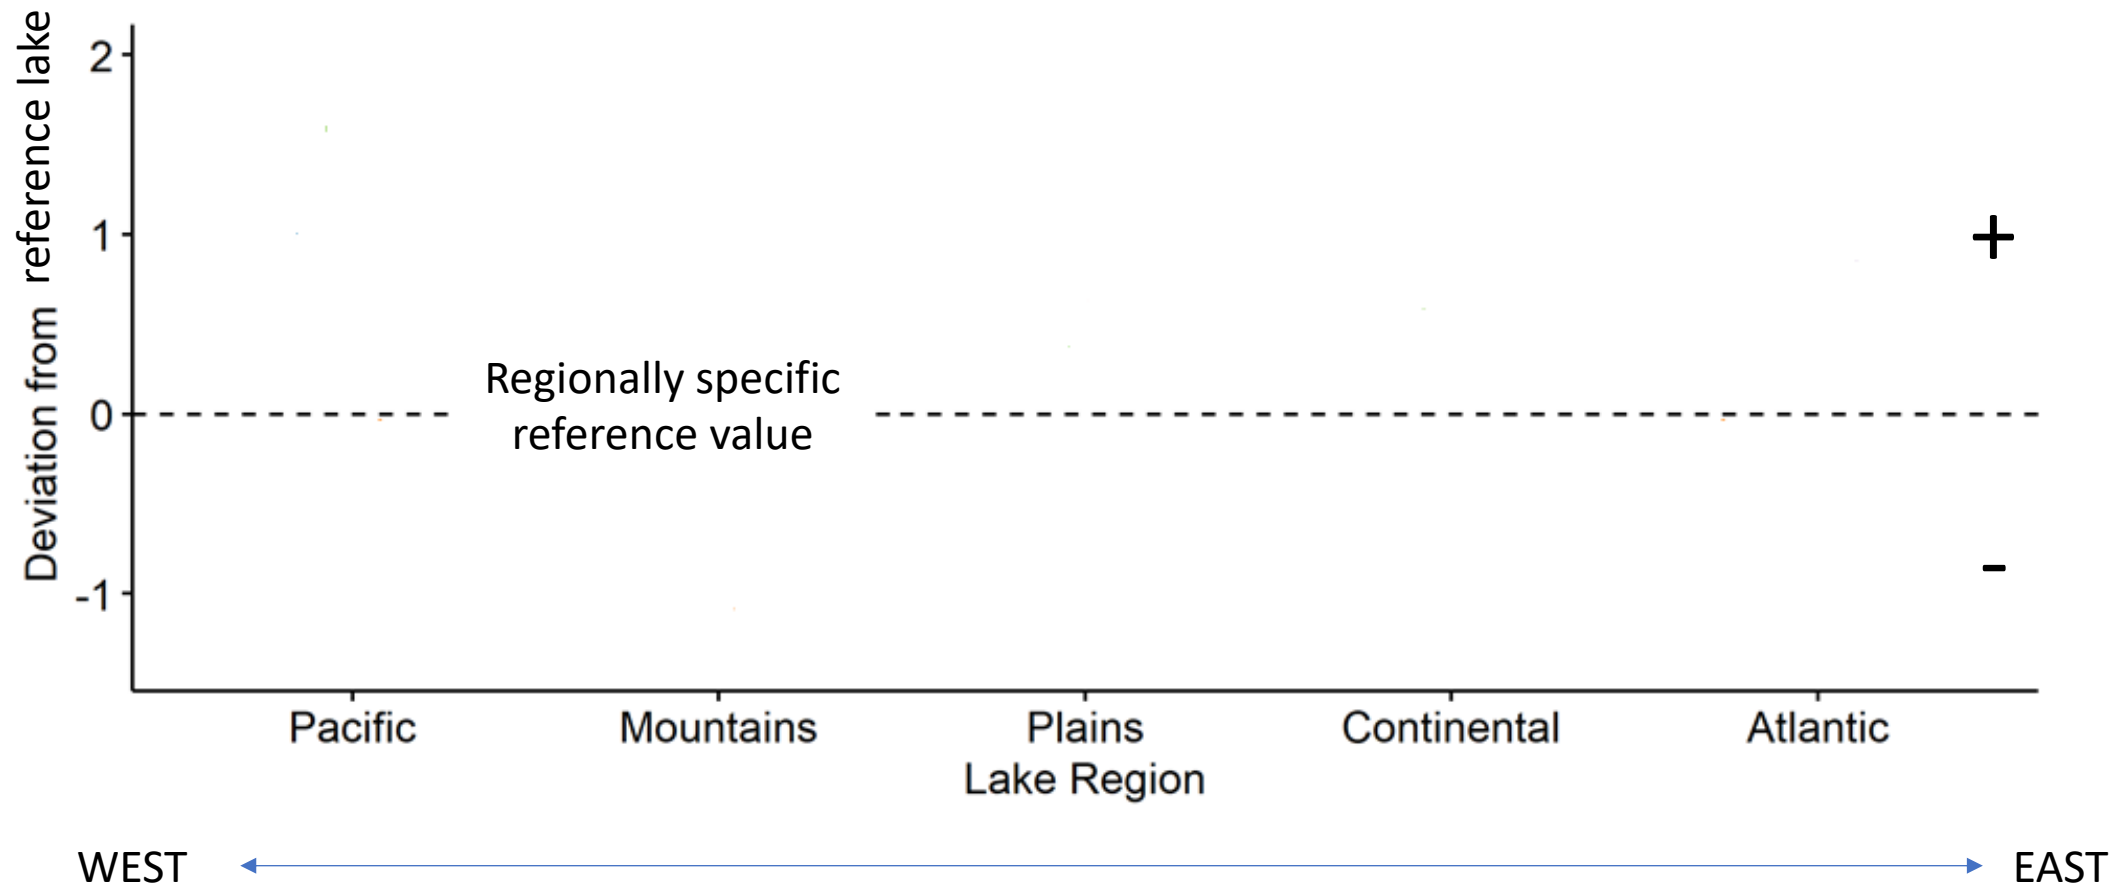 Deviation from reference lake
2
1
0
-1
+
-
Regionally specific
reference value
Pacific Mountains Plains Continental Atlantic
Lake Region
WEST EAST